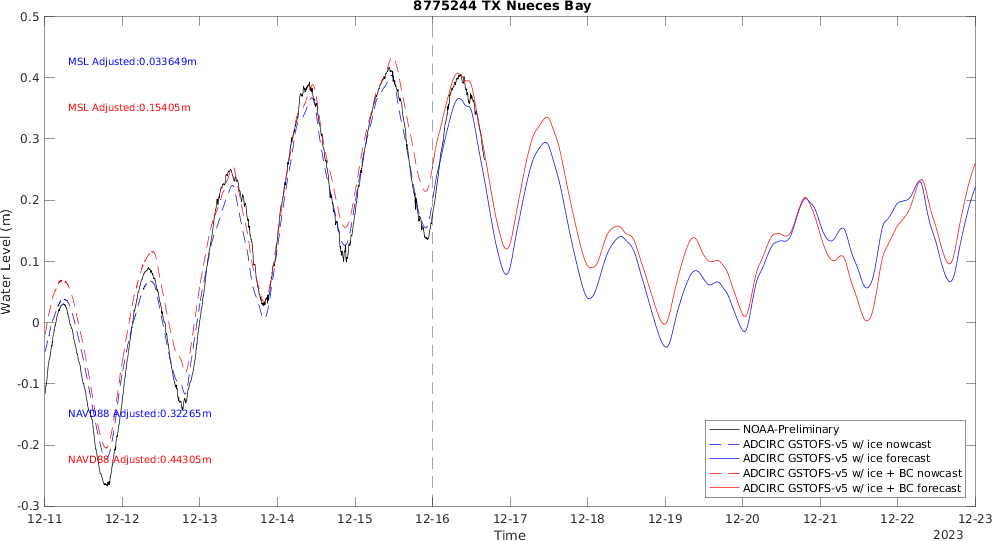 8775244 TX Nueces Bay
0.5
0.4
0.3
0.2
0.1
0
-0.1
-0.2
-0.3
Water Level (m)
MSL Adjusted:0.033649m
MSL Adjusted:0.15405m
NAVD88 Adjusted:0.32265m
NAVD88 Adjusted:0.44305m
NOAA-Preliminary
ADCIRC GSTOFS-v5 w/ ice nowcast
ADCIRC GSTOFS-v5 w/ ice forecast
ADCIRC GSTOFS-v5 w/ ice + BC nowcast
ADCIRC GSTOFS-v5 w/ ice + BC forecast
12-11 12-12 12-13 12-14 12-15 12-16 12-17 12-18 12-19 12-20 12-21 12-22 12-23
Time
2023